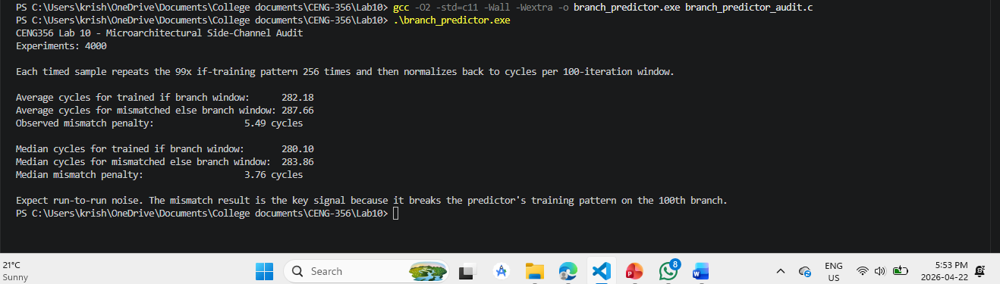 PS C:\Users\krish\OneDrive\Documents\College documents\CENG-356\Lab10> gcc -O2 -std=c11 -Wall -Wextra -o branch_predictor.exe branch_predictor_audit.c
PS C:\Users\krish\OneDrive\Documents\College documents\CENG-356\Lab10> .\branch_predictor.exe
CENG356 Lab 10 - Microarchitectural Side-Channel Audit
Experiments: 4000
Each timed sample repeats the 99x if-training pattern 256 times and then normalizes back to cycles per 100-iteration window.
Average cycles for trained if branch window: 282.18
Average cycles for mismatched else branch window: 287.66
Observed mismatch penalty: 5.49 cycles
Median cycles for trained if branch window: 280.10
Median cycles for mismatched else branch window: 283.86
Median mismatch penalty: 3.76 cycles
Expect run-to-run noise. The mismatch result is the key signal because it breaks the predictor's training pattern on the 100th branch.
PS C:\Users\krish\OneDrive\Documents\College documents\CENG-356\Lab10>
21°C
Sunny
Search
8
ENG
US
5:53 PM
2026-04-22